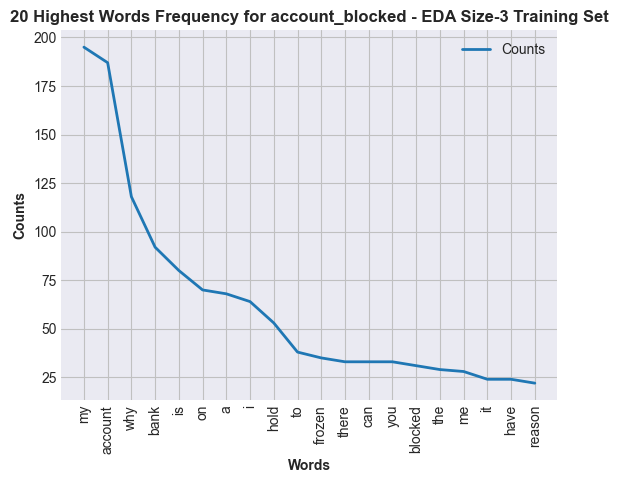 20 Highest Words Frequency for account_blocked - EDA Size-3 Training Set
Counts
200
175
150
125
100
75
50
25
Counts
my
account
why
bank
is
on
a
i
hold
to
frozen
there
can
you
blocked
the
me
it
have
reason
Words